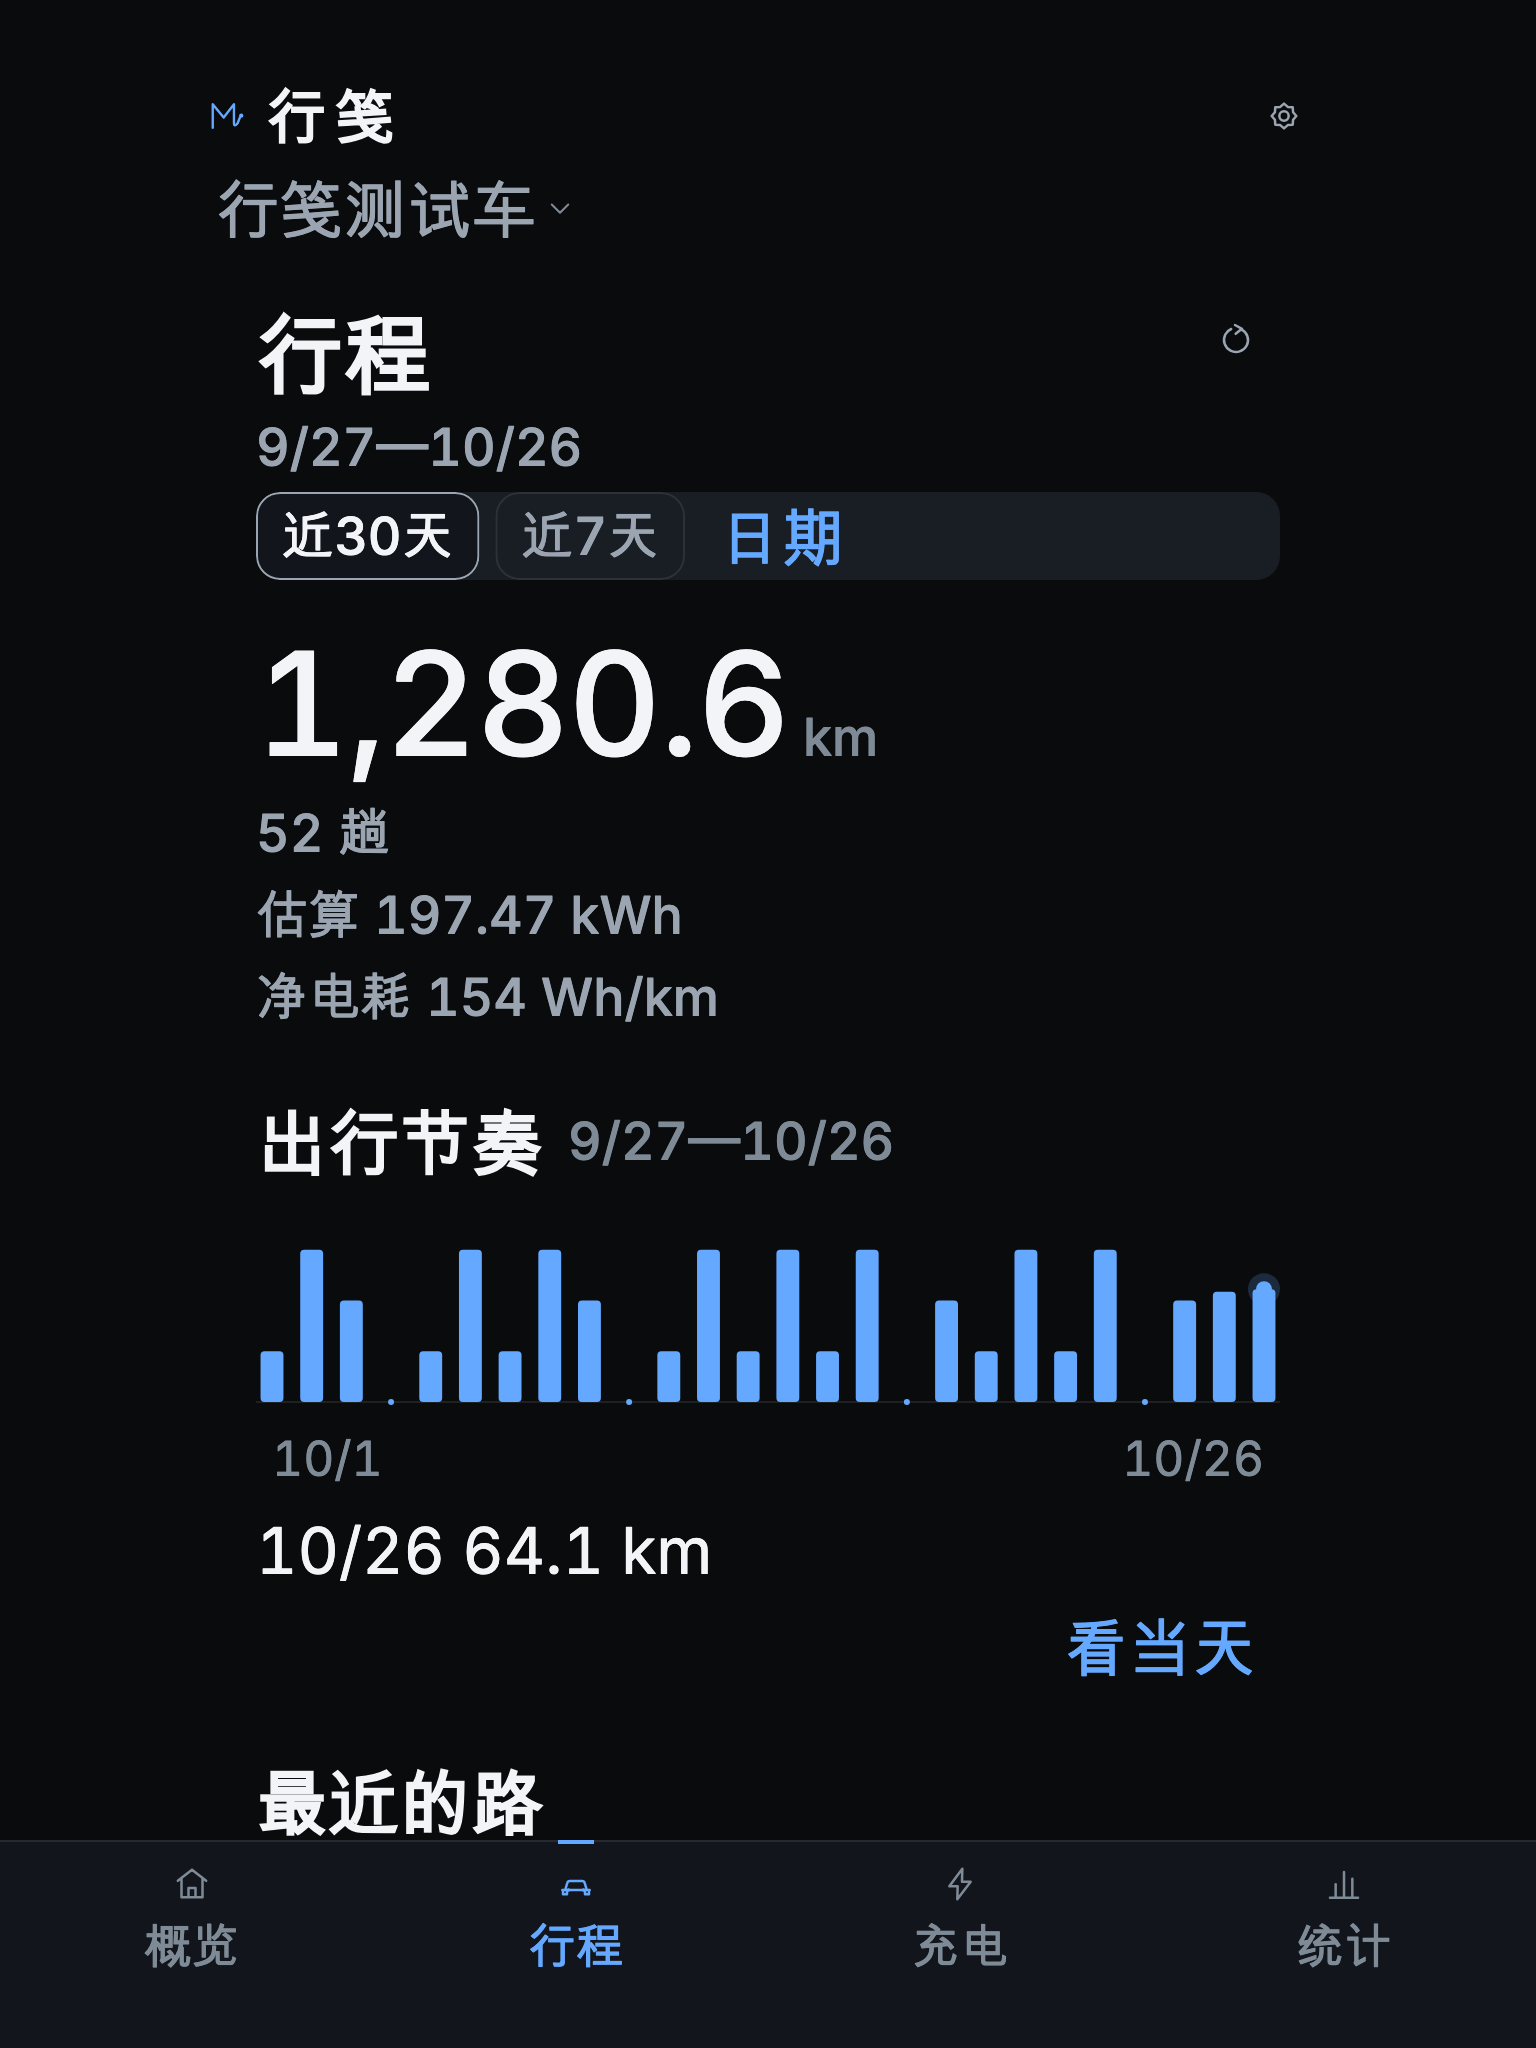 行笺
行笺测试车
行程
9/27—10/26
近30天 近7天 日期
1,280.6 km
52 趟
估算 197.47 kWh
净电耗 154 Wh/km
出行节奏 9/27—10/26
10/1 10/26
10/26 64.1 km
看当天
最近的路
概览 行程 充电 统计